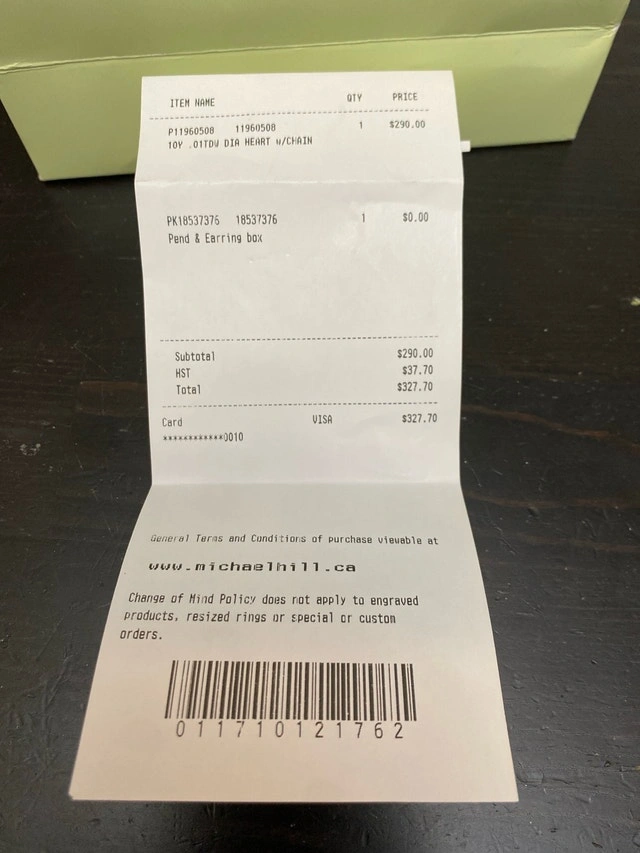 ITEM NAME QTY PRICE
P11960508 11960508 1 $290.00
10Y .01TDW DIA HEART w/CHAIN
PK18537376 18537376 1 $0.00
Pend & Earring box
Subtotal $290.00
HST $37.70
Total $327.70
Card VISA $327.70
************0010
General Terms and Conditions of purchase viewable at
www.michaelhill.ca
Change of Mind Policy does not apply to engraved
products, resized rings or special or custom
orders.
011710121762